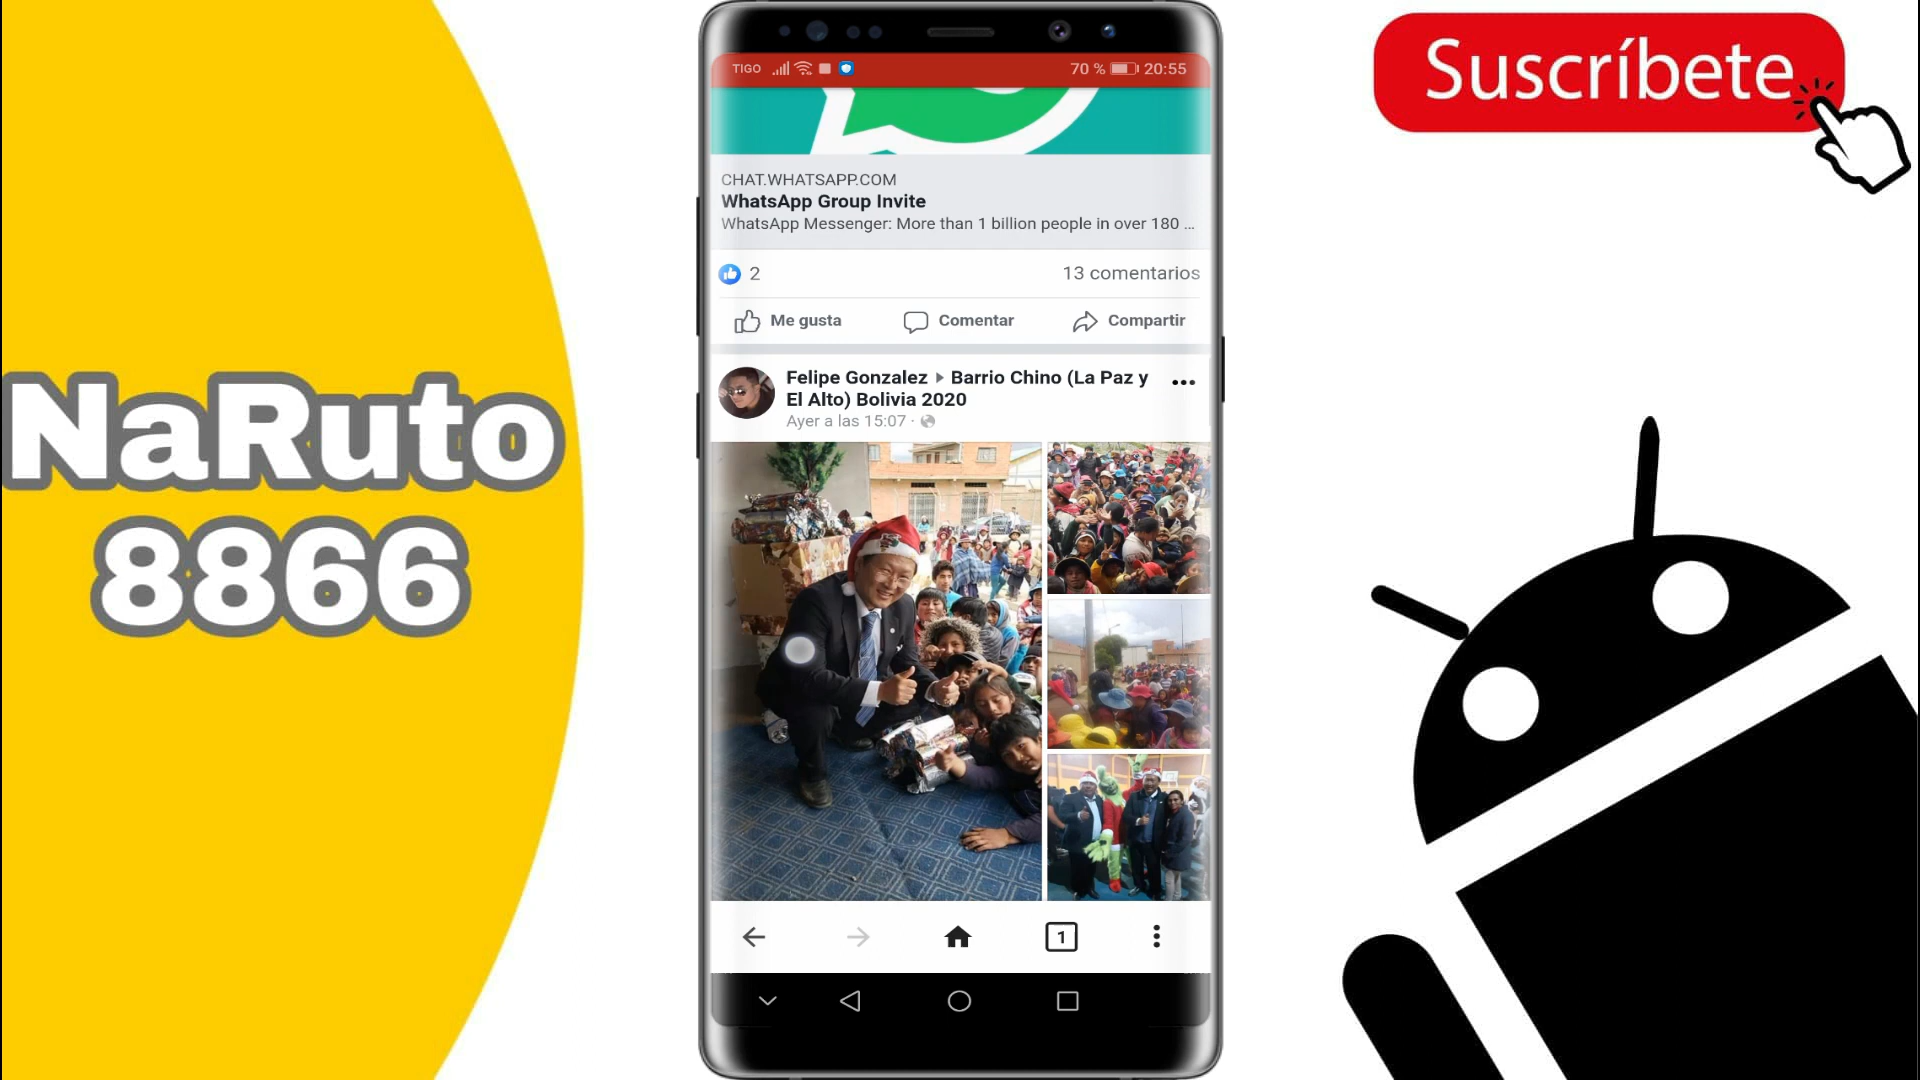 NaRuto
8866
TIGO
70 % 20:55
CHAT.WHATSAPP.COM
WhatsApp Group Invite
WhatsApp Messenger: More than 1 billion people in over 180 ...
2
13 comentarios
Me gusta
Comentar
Compartir
Felipe Gonzalez ▸ Barrio Chino (La Paz y
El Alto) Bolivia 2020
Ayer a las 15:07 ·
1
Suscríbete